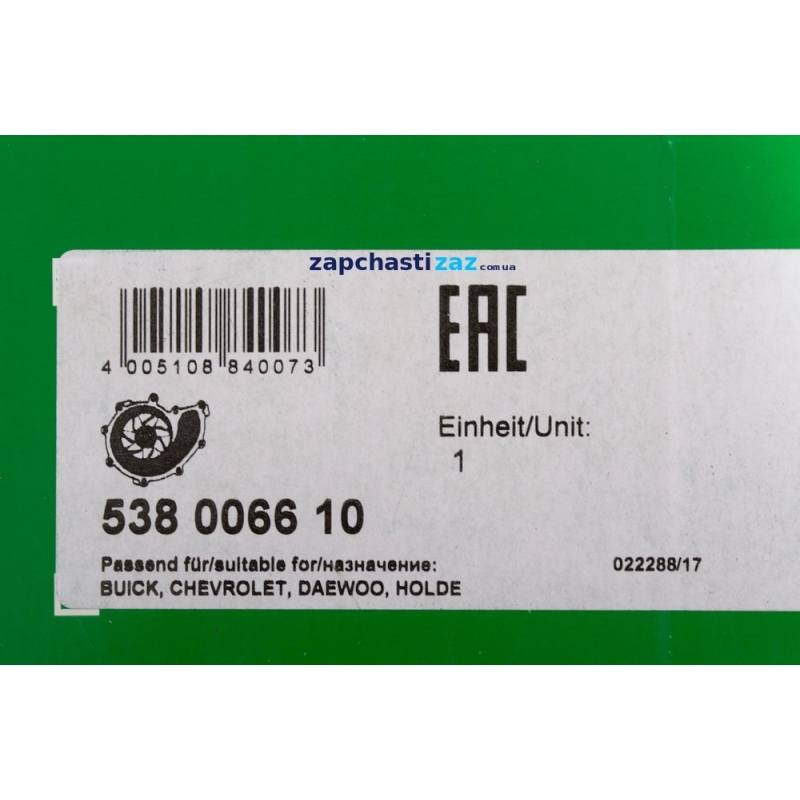 zapchastizaz.com.ua
EAC
4 005108 840073
Einheit/Unit:
1
538 0066 10
Passend für/suitable for/назначение:
022288/17
BUICK, CHEVROLET, DAEWOO, HOLDE